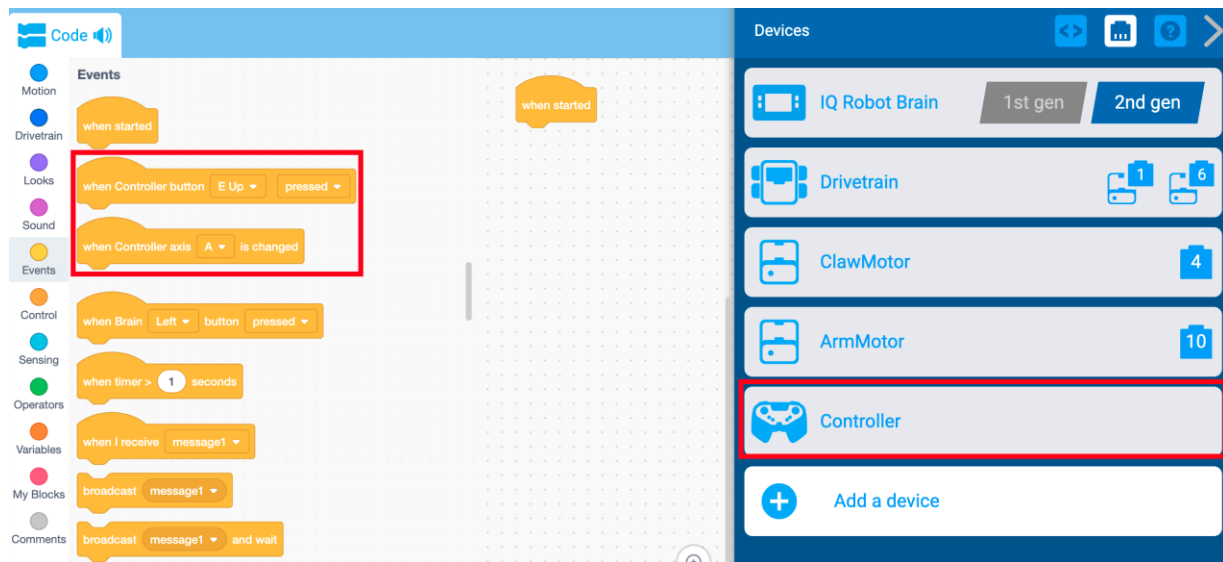 Code
Motion
Drivetrain
Looks
Sound
Events
Control
Sensing
Operators
Variables
My Blocks
Comments
Events
when started
when Controller button E Up pressed
when Controller axis A is changed
when Brain Left button pressed
when timer > 1 seconds
when I receive message1
broadcast message1
broadcast message1 and wait
when started
Devices
IQ Robot Brain 1st gen 2nd gen
Drivetrain 1 6
ClawMotor 4
ArmMotor 10
Controller
Add a device